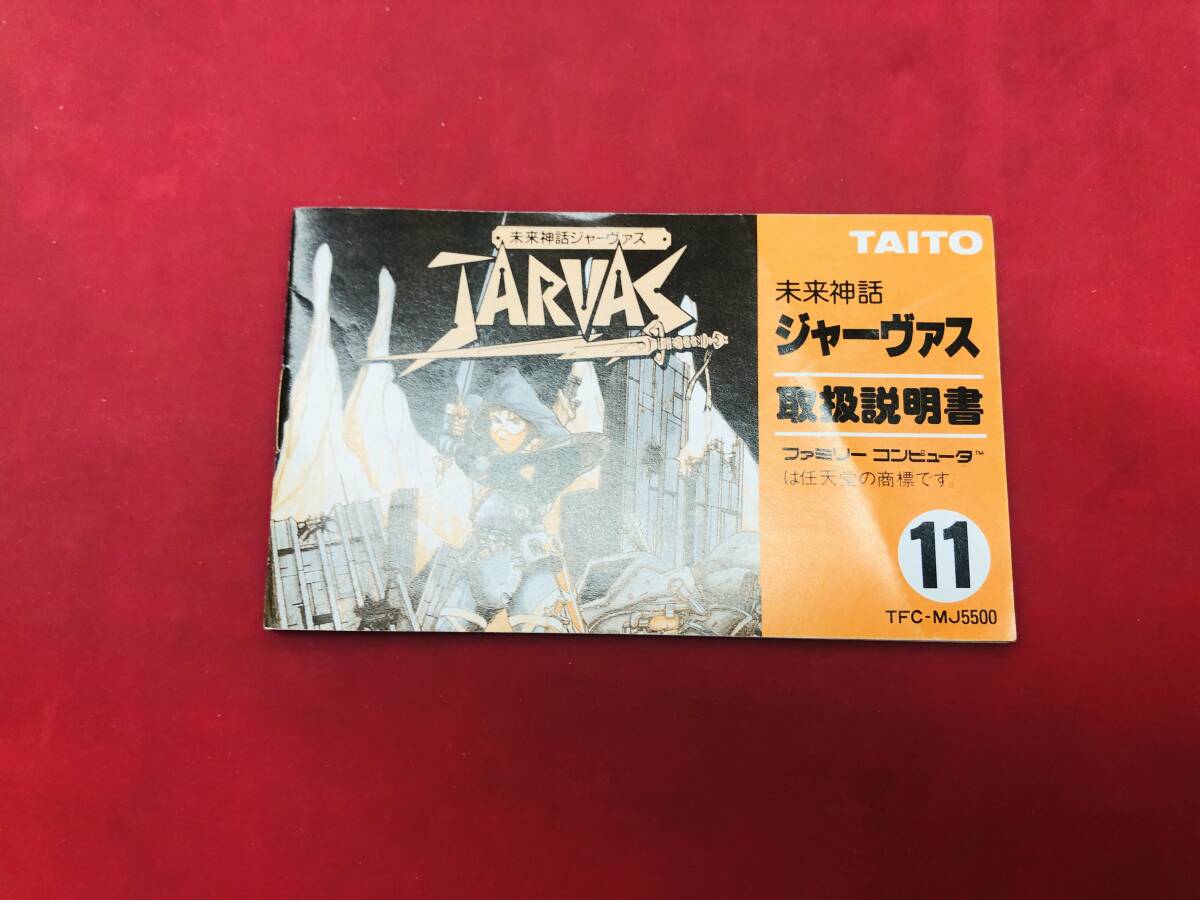 未来神話ジャーヴァス
JARVAS
TAITO
未来神話
ジャーヴァス
取扱説明書
ファミリー コンピュータ™
は任天堂の商標です。
11
TFC-MJ5500